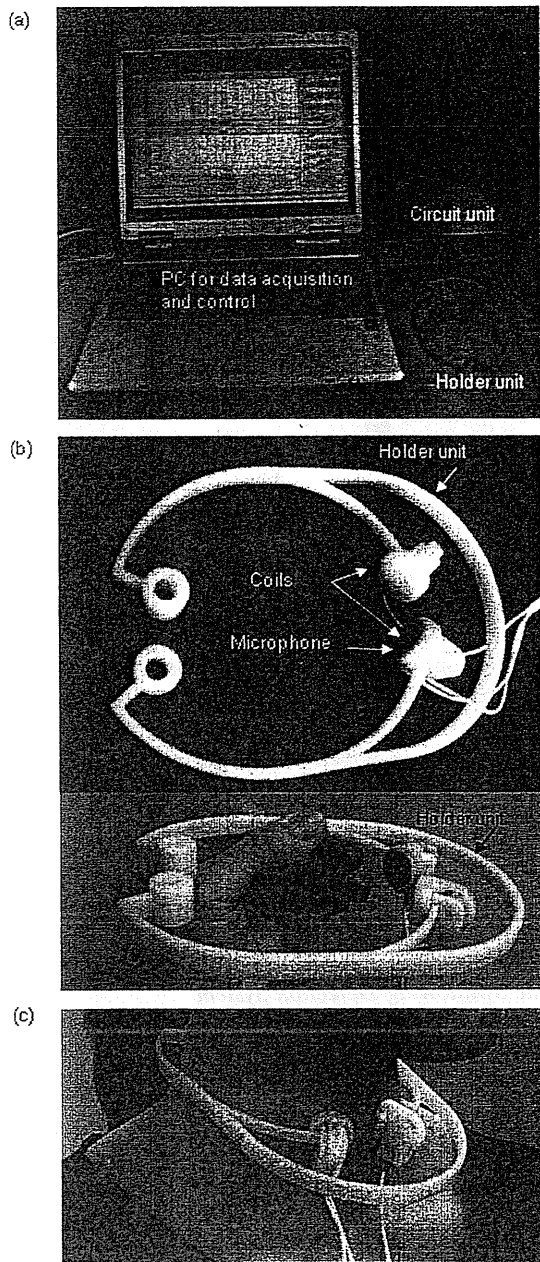 (a)
Circuit unit
PC for data acquisition
and control
Holder unit
(b)
Holder unit
Coils
Microphone
Holder unit
(c)